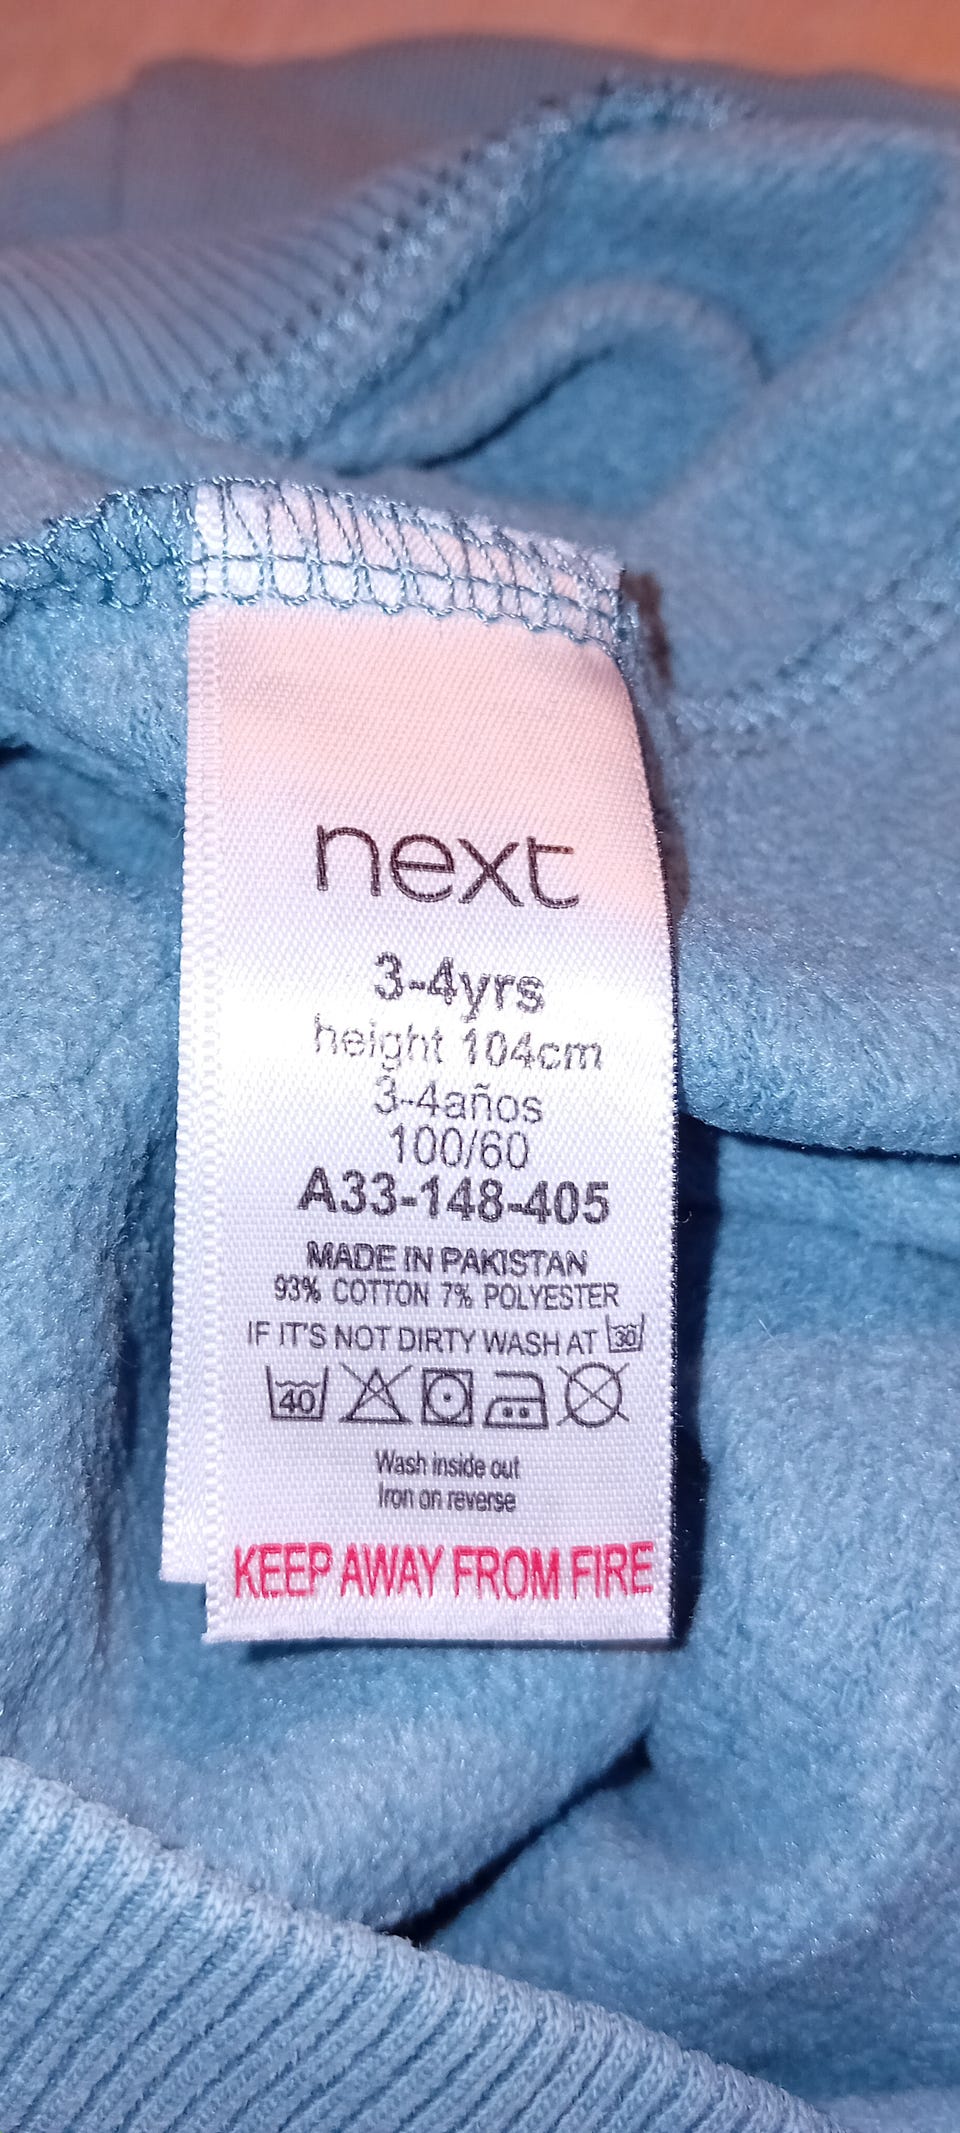 next
3-4yrs
height 104cm
3-4años
100/60
A33-148-405
MADE IN PAKISTAN
93% COTTON 7% POLYESTER
IF IT'S NOT DIRTY WASH AT 30
40
Wash inside out
Iron on reverse
KEEP AWAY FROM FIRE